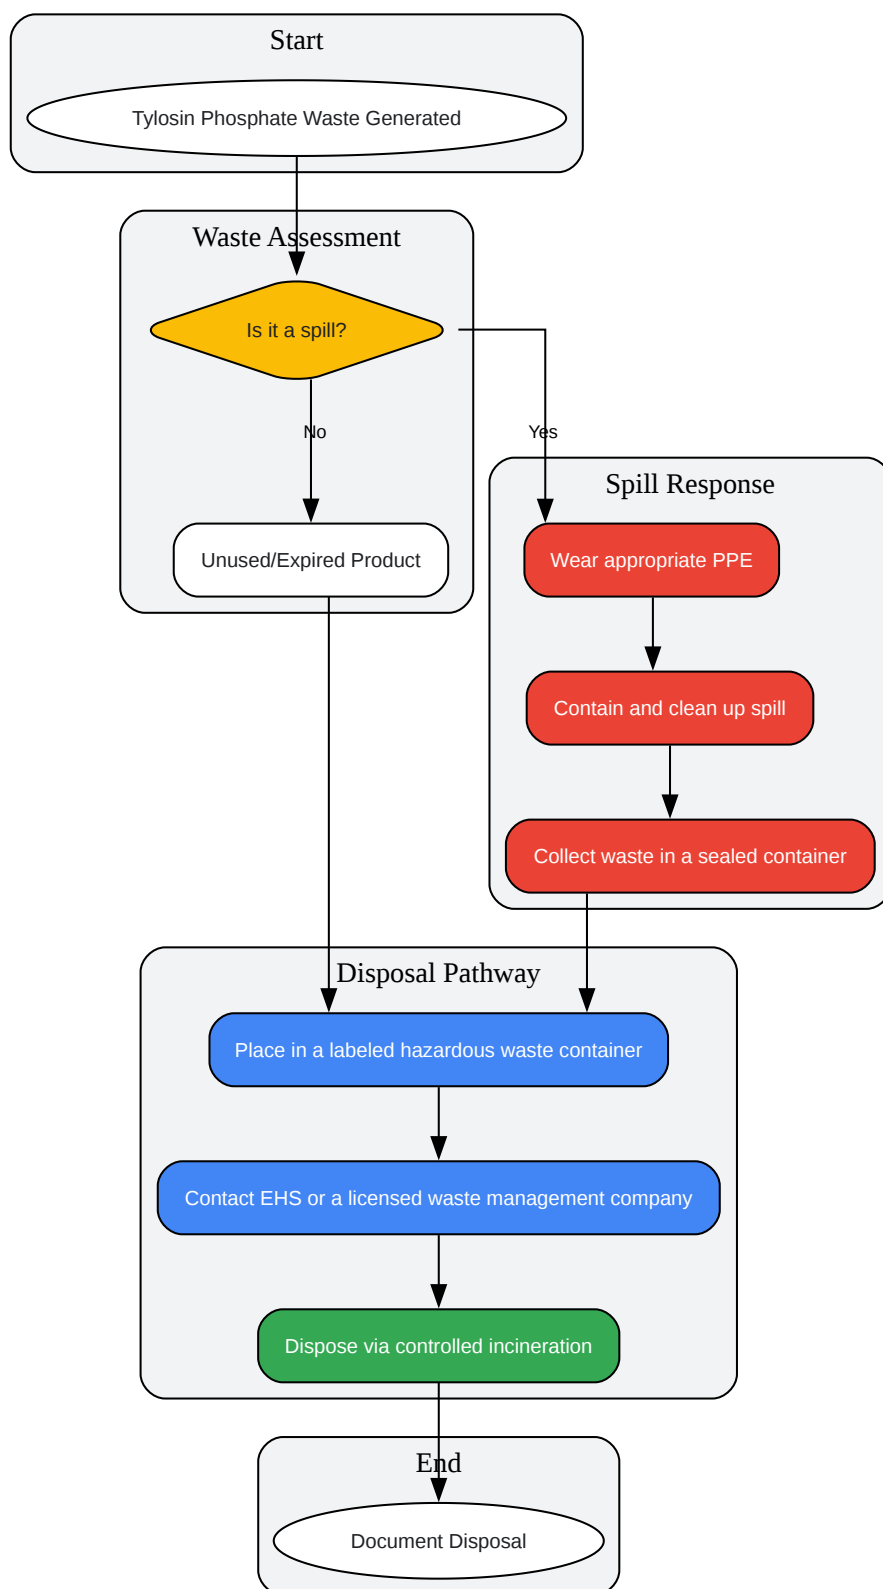 Start
Tylosin Phosphate Waste Generated
Waste Assessment
Is it a spill?
No
Yes
Unused/Expired Product
Spill Response
Wear appropriate PPE
Contain and clean up spill
Collect waste in a sealed container
Disposal Pathway
Place in a labeled hazardous waste container
Contact EHS or a licensed waste management company
Dispose via controlled incineration
End
Document Disposal